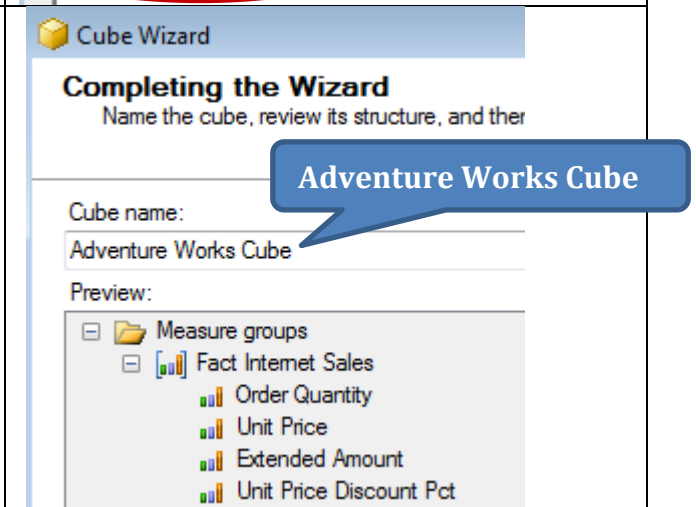 Cube Wizard
Completing the Wizard
Name the cube, review its structure, and then
Adventure Works Cube
Cube name:
Adventure Works Cube
Preview:
Measure groups
Fact Internet Sales
Order Quantity
Unit Price
Extended Amount
Unit Price Discount Pct